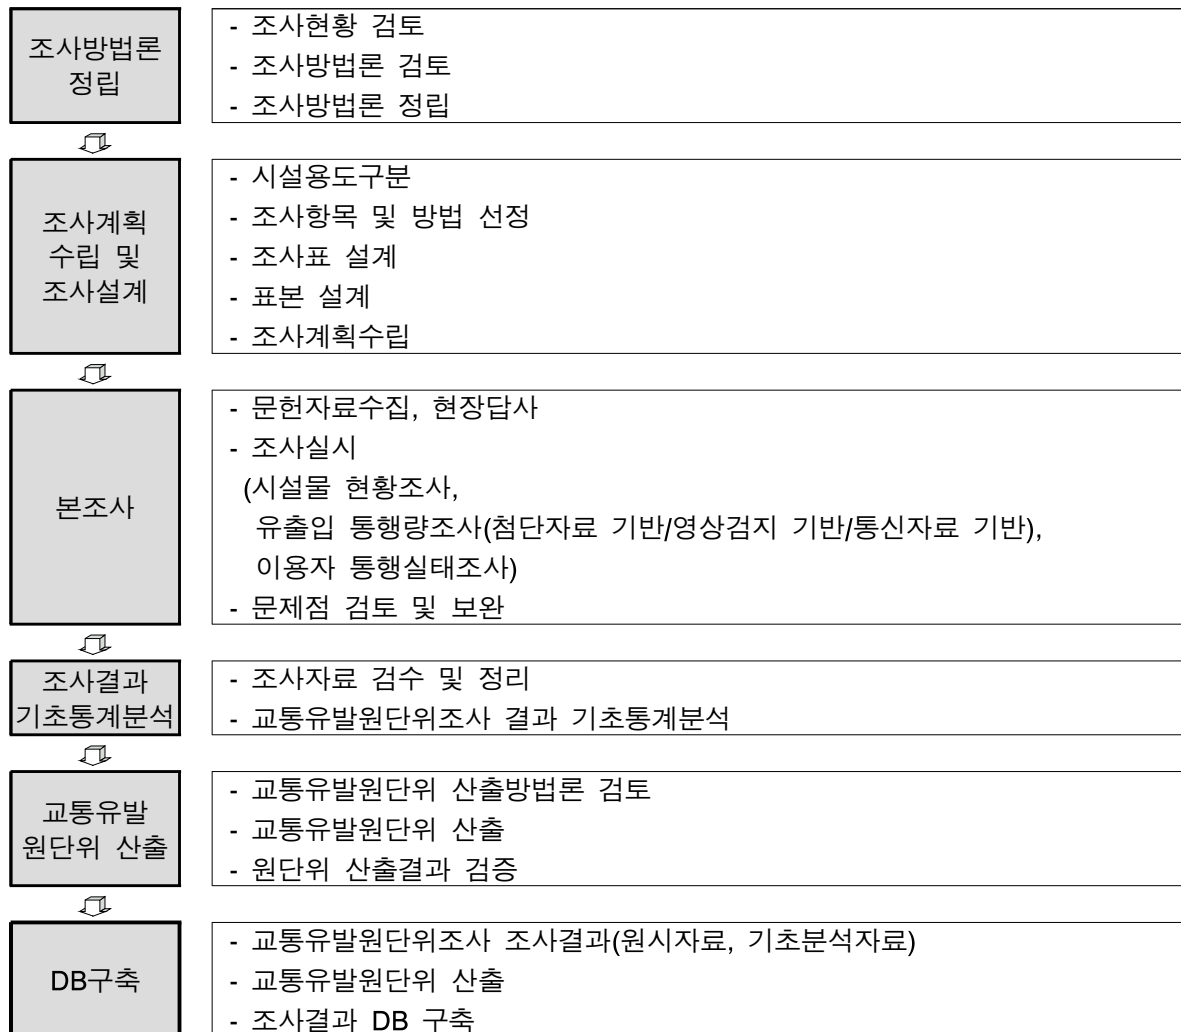 조사방법론
정립
- 조사현황 검토
- 조사방법론 검토
- 조사방법론 정립
조사계획
수립 및
조사설계
- 시설용도구분
- 조사항목 및 방법 선정
- 조사표 설계
- 표본 설계
- 조사계획수립
본조사
- 문헌자료수집, 현장답사
- 조사실시
(시설물 현황조사,
유출입 통행량조사(첨단자료 기반/영상검지 기반/통신자료 기반),
이용자 통행실태조사)
- 문제점 검토 및 보완
조사결과
기초통계분석
- 조사자료 검수 및 정리
- 교통유발원단위조사 결과 기초통계분석
교통유발
원단위 산출
- 교통유발원단위 산출방법론 검토
- 교통유발원단위 산출
- 원단위 산출결과 검증
DB구축
- 교통유발원단위조사 조사결과(원시자료, 기초분석자료)
- 교통유발원단위 산출
- 조사결과 DB 구축